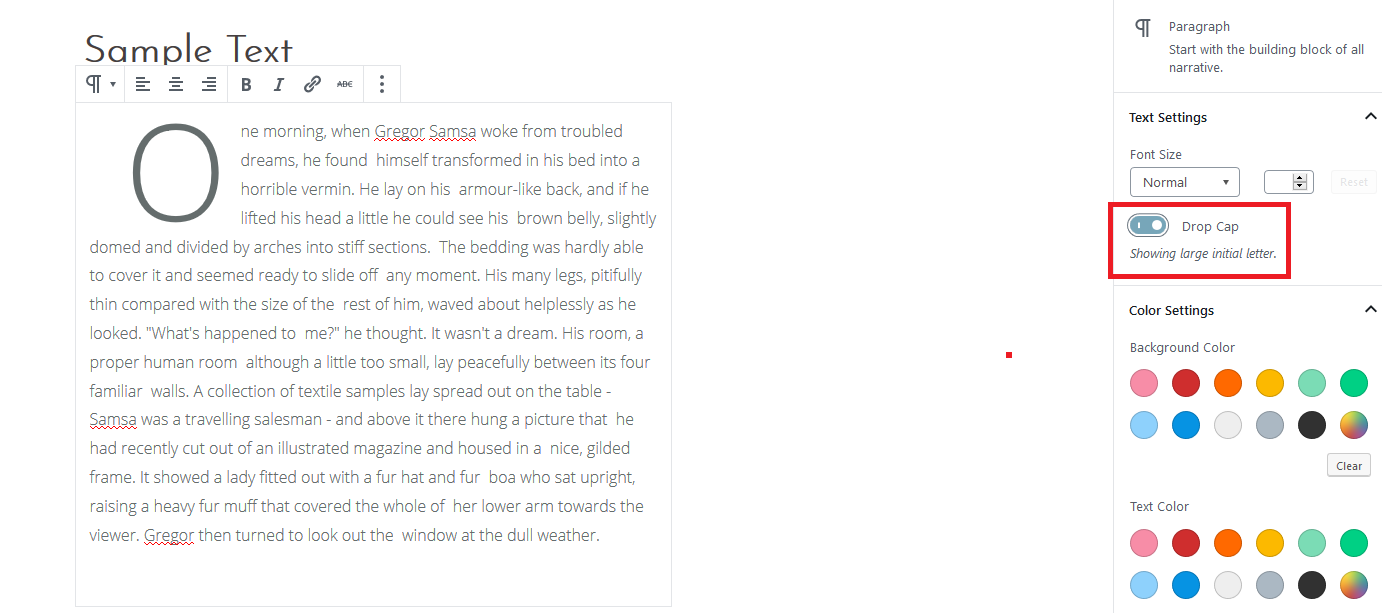 Sample Text
B I ABC
One morning, when Gregor Samsa woke from troubled
dreams, he found  himself transformed in his bed into a
horrible vermin. He lay on his  armour-like back, and if he
lifted his head a little he could see his  brown belly, slightly
domed and divided by arches into stiff sections.  The bedding was hardly able
to cover it and seemed ready to slide off  any moment. His many legs, pitifully
thin compared with the size of the  rest of him, waved about helplessly as he
looked. "What's happened to  me?" he thought. It wasn't a dream. His room, a
proper human room  although a little too small, lay peacefully between its four
familiar  walls. A collection of textile samples lay spread out on the table -
Samsa was a travelling salesman - and above it there hung a picture that  he
had recently cut out of an illustrated magazine and housed in a  nice, gilded
frame. It showed a lady fitted out with a fur hat and fur  boa who sat upright,
raising a heavy fur muff that covered the whole of  her lower arm towards the
viewer. Gregor then turned to look out the  window at the dull weather.
Paragraph
Start with the building block of all
narrative.
Text Settings
Font Size
Normal
Reset
Drop Cap
Showing large initial letter.
Color Settings
Background Color
Clear
Text Color